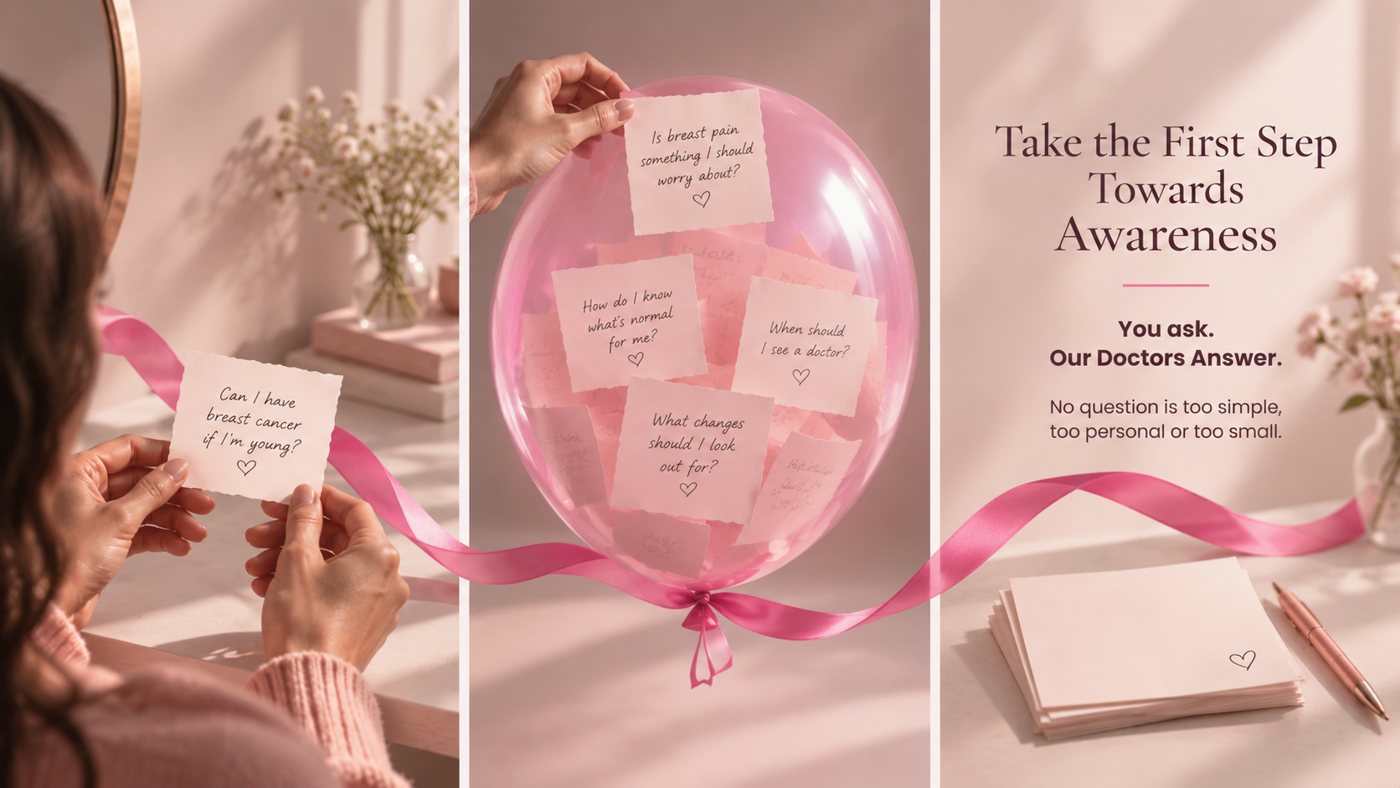 Can I have
breast cancer
if I'm young?
Is breast pain
something I should
worry about?
How do I know
what's normal
for me?
When should
I see a doctor?
What changes
should I look
out for?
Take the First Step
Towards
Awareness
You ask.
Our Doctors Answer.
No question is too simple,
too personal or too small.